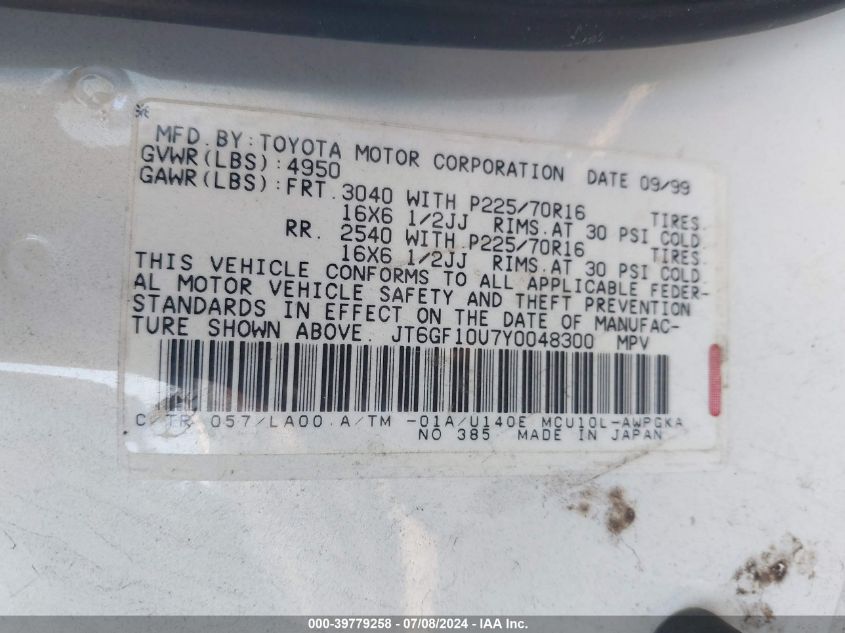 MFD. BY: TOYOTA MOTOR CORPORATION DATE 09/99
GVWR(LBS): 4950
GAWR(LBS): FRT. 3040 WITH P225/70R16 TIRES.
16X6 1/2JJ RIMS. AT 30 PSI COLD.
RR. 2540 WITH P225/70R16 TIRES.
16X6 1/2JJ RIMS. AT 30 PSI COLD.
THIS VEHICLE CONFORMS TO ALL APPLICABLE FEDER-
AL MOTOR VEHICLE SAFETY AND THEFT PREVENTION
STANDARDS IN EFFECT ON THE DATE OF MANUFAC-
TURE SHOWN ABOVE. JT6GF10U7Y0048300 MPV
C/TR 057/LA00 A/TM -01A/U140E MCU10L-AWPGKA
NO 385 MADE IN JAPAN
000-39779258 - 07/08/2024 - IAA Inc.